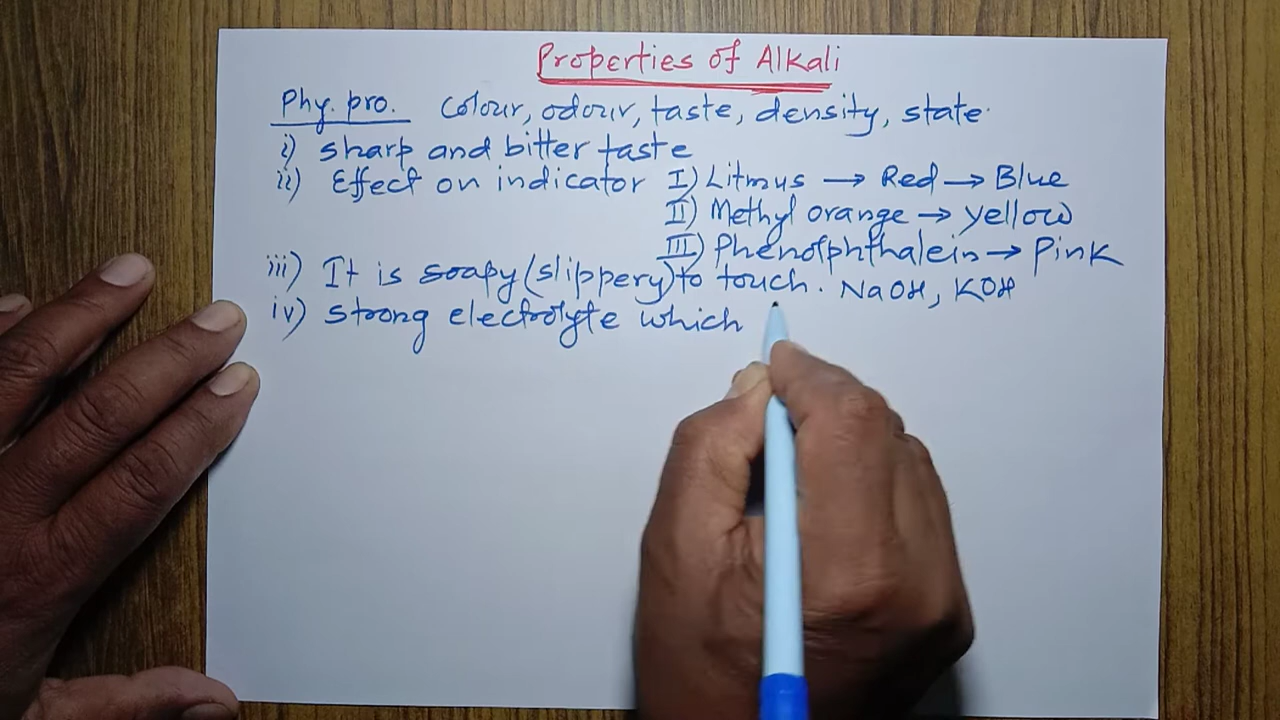 Properties of Alkali
Phy. pro. Colour, odour, taste, density, state.
i) sharp and bitter taste
ii) Effect on indicator I) Litmus → Red → Blue
II) Methyl orange → yellow
III) Phenolphthalein → Pink
iii) It is soapy (slippery) to touch. NaOH, KOH
iv) strong electrolyte which